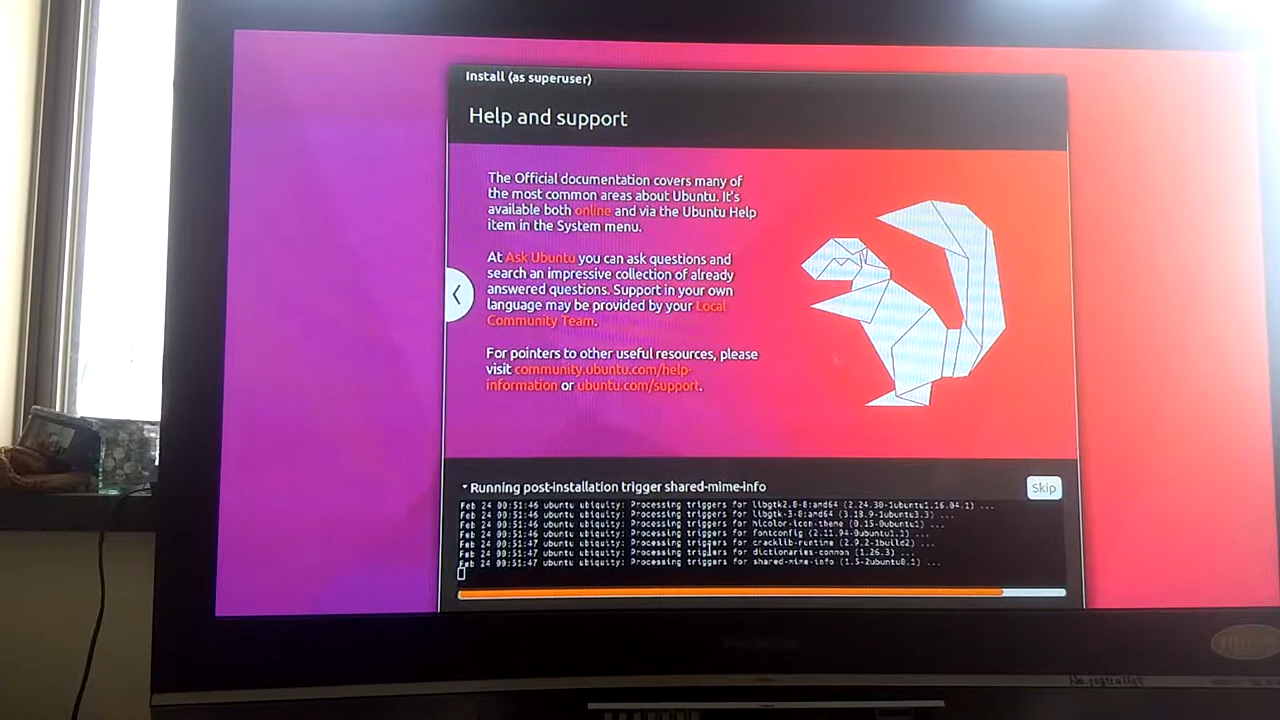 Install (as superuser)
Help and support
The Official documentation covers many of
the most common areas about Ubuntu. It's
available both online and via the Ubuntu Help
item in the System menu.
At Ask Ubuntu you can ask questions and
search an impressive collection of already
answered questions. Support in your own
language may be provided by your Local
Community Team.
For pointers to other useful resources, please
visit community.ubuntu.com/help-
information or ubuntu.com/support.
Running post-installation trigger shared-mime-info
Skip
Feb 24 00:51:46 ubuntu ubiquity: Processing triggers for libgtk2.0-0:amd64 (2.24.30-1ubuntu1.16.04.1) ...
Feb 24 00:51:46 ubuntu ubiquity: Processing triggers for libgtk-3-0:amd64 (3.18.9-1ubuntu3.3) ...
Feb 24 00:51:46 ubuntu ubiquity: Processing triggers for hicolor-icon-theme (0.15-0ubuntu1) ...
Feb 24 00:51:46 ubuntu ubiquity: Processing triggers for fontconfig (2.11.94-0ubuntu1.1) ...
Feb 24 00:51:47 ubuntu ubiquity: Processing triggers for cracklib-runtime (2.9.2-1build2) ...
Feb 24 00:51:47 ubuntu ubiquity: Processing triggers for dictionaries-common (1.26.3) ...
Feb 24 00:51:47 ubuntu ubiquity: Processing triggers for shared-mime-info (1.5-2ubuntu0.1) ...